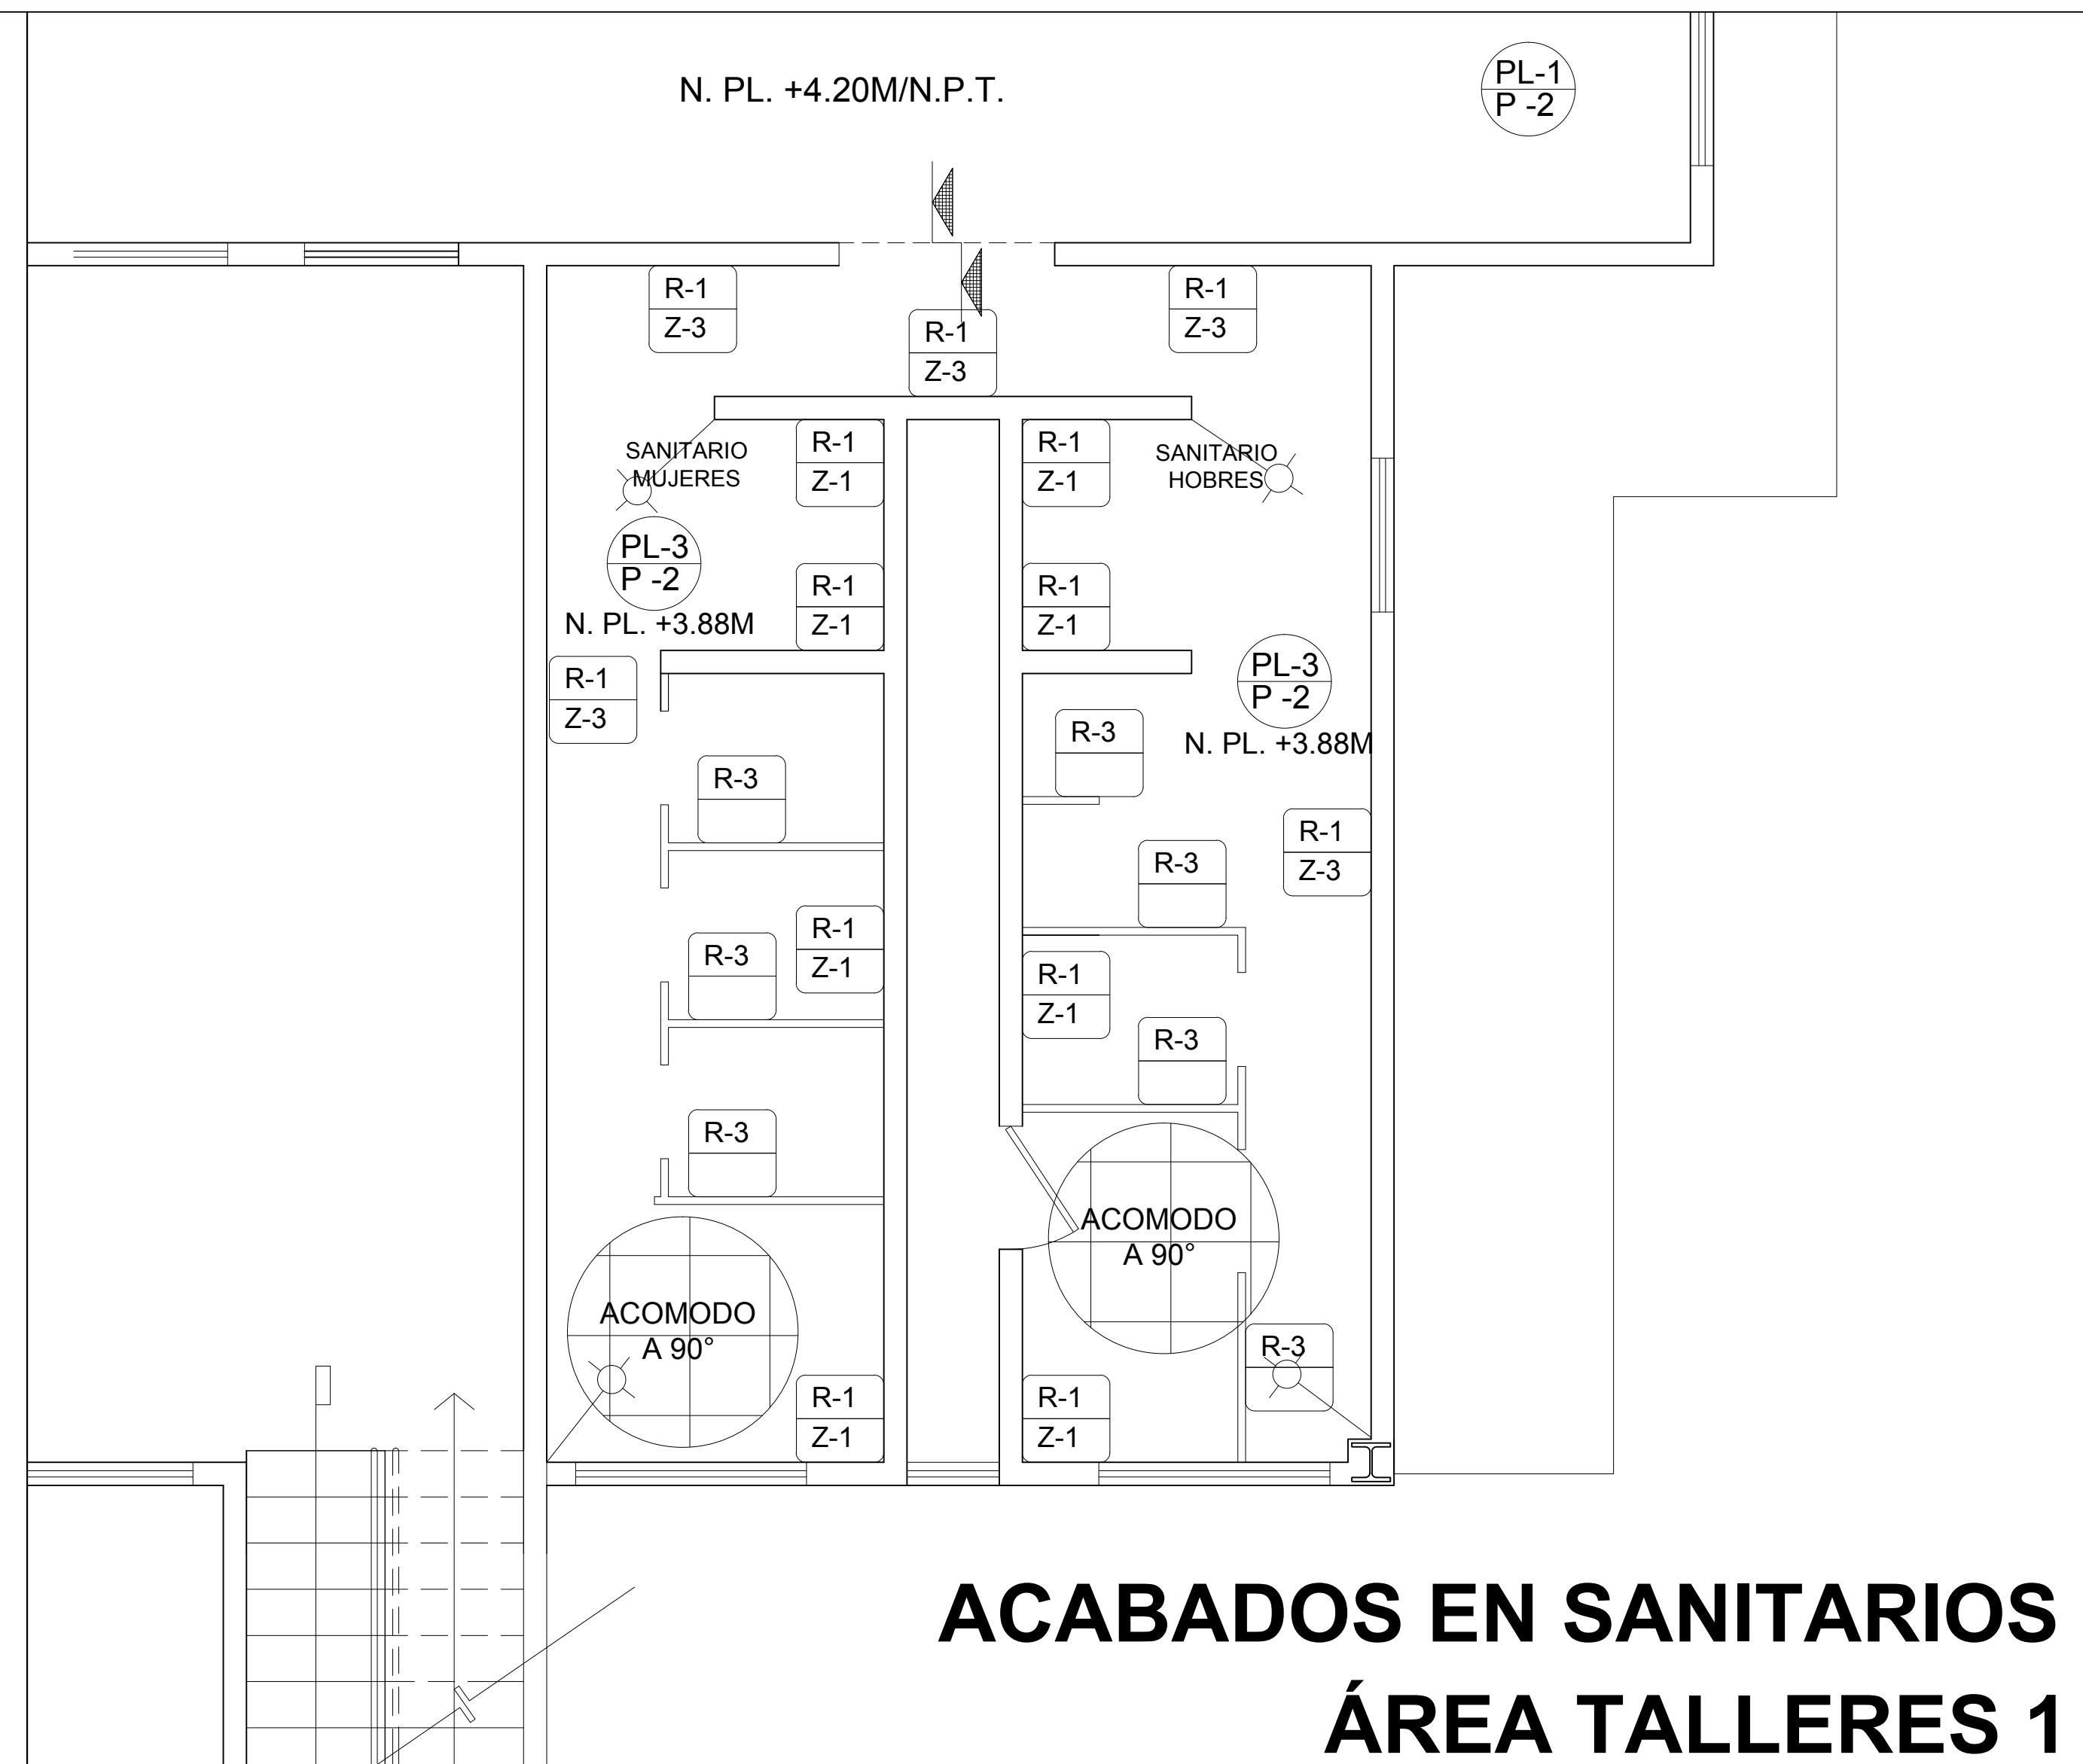 N. PL. +4.20M/N.P.T.
PL-1
P -2
R-1
Z-3
R-1
Z-3
R-1
Z-3
SANITARIO
MUJERES
R-1
Z-1
R-1
Z-1
SANITARIO
HOBRES
PL-3
P -2
N. PL. +3.88M
R-1
Z-1
R-1
Z-1
R-1
Z-3
PL-3
P -2
N. PL. +3.88M
R-3
R-3
R-1
Z-3
R-3
R-1
Z-1
R-3
R-1
Z-1
R-3
R-3
ACOMODO
A 90°
ACOMODO
A 90°
R-3
R-1
Z-1
R-1
Z-1
ACABADOS EN SANITARIOS
ÁREA TALLERES 1